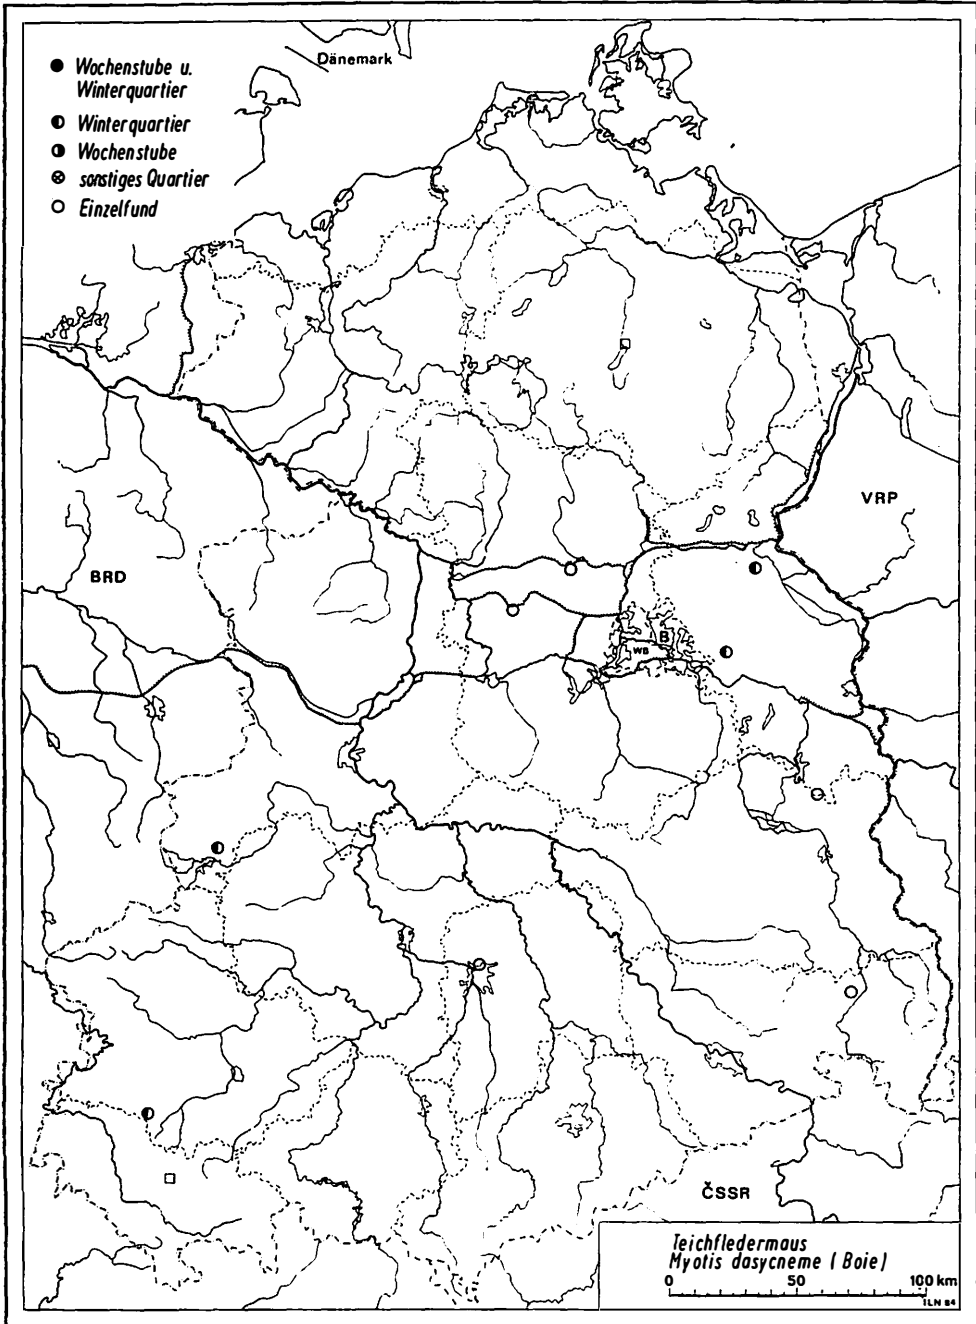 Dänemark
Wochenstube u.
Winterquartier
Winterquartier
Wochenstube
sonstiges Quartier
Einzelfund
VRP
BRD
B
WB
ČSSR
Teichfledermaus
Myotis dasycneme (Boie)
0 50 100 km
ILN 84